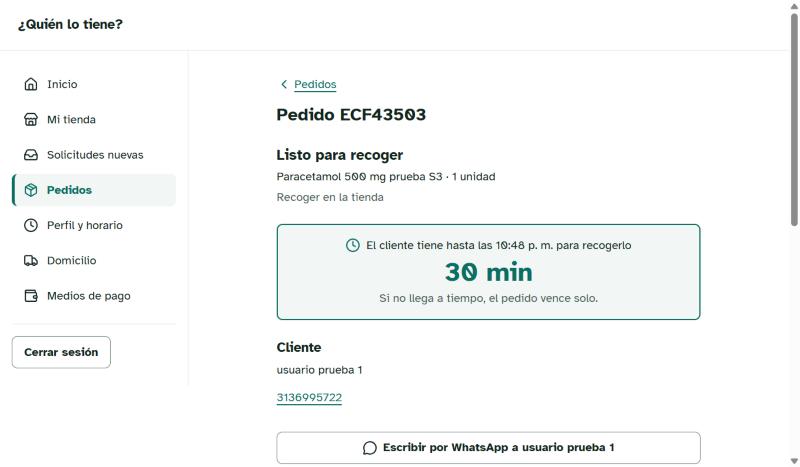 ¿Quién lo tiene?
Inicio
Mi tienda
Solicitudes nuevas
Pedidos
Perfil y horario
Domicilio
Medios de pago
Cerrar sesión
Pedidos
Pedido ECF43503
Listo para recoger
Paracetamol 500 mg prueba S3 · 1 unidad
Recoger en la tienda
El cliente tiene hasta las 10:48 p. m. para recogerlo
30 min
Si no llega a tiempo, el pedido vence solo.
Cliente
usuario prueba 1
3136995722
Escribir por WhatsApp a usuario prueba 1